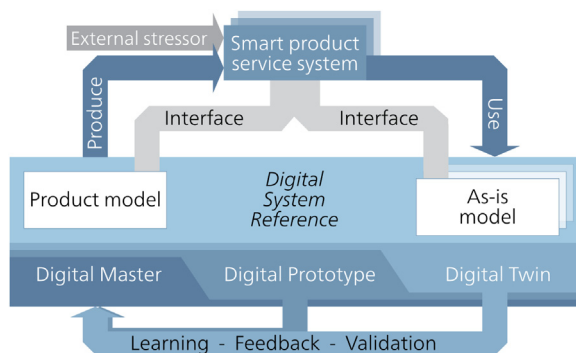 External stressor
Smart product
service system
Produce
Interface
Interface
Use
Product model
Digital
System
Reference
As-is
model
Digital Master
Digital Prototype
Digital Twin
Learning - Feedback - Validation